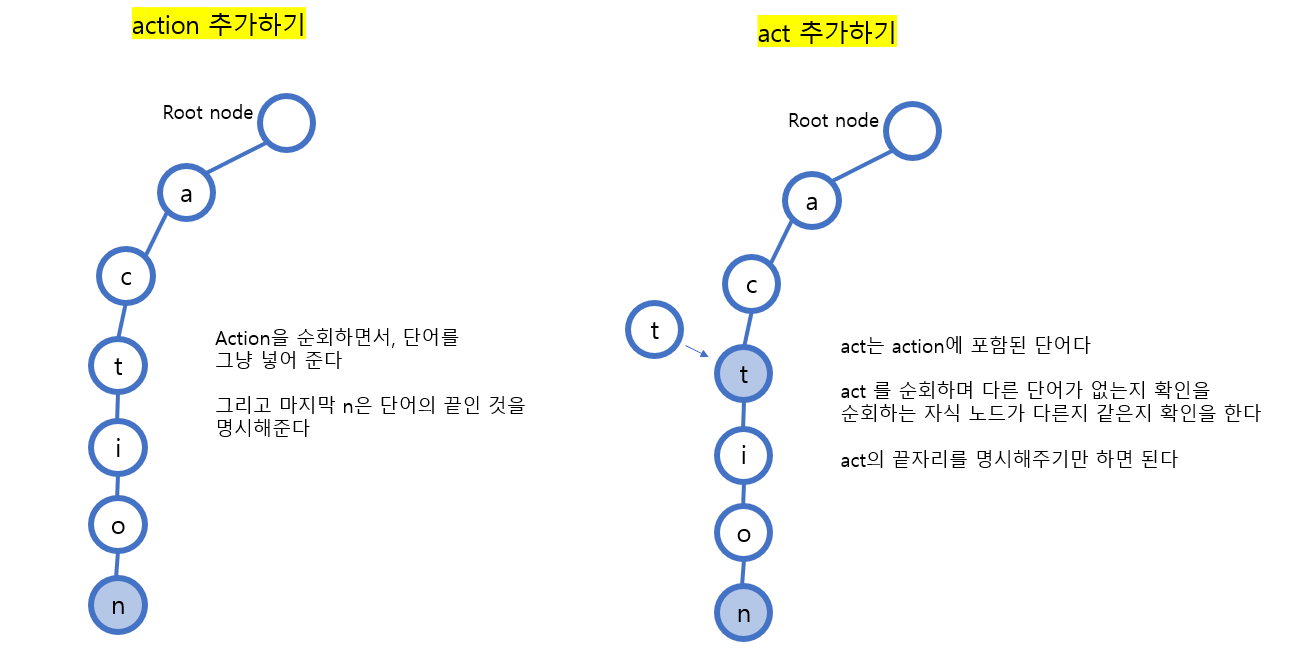 action 추가하기
Root node
a
c
t
i
o
n
Action을 순회하면서, 단어를
그냥 넣어 준다
그리고 마지막 n은 단어의 끝인 것을
명시해준다
act 추가하기
Root node
a
c
t
t
i
o
n
act는 action에 포함된 단어다
act 를 순회하며 다른 단어가 없는지 확인을
순회하는 자식 노드가 다른지 같은지 확인을 한다
act의 끝자리를 명시해주기만 하면 된다